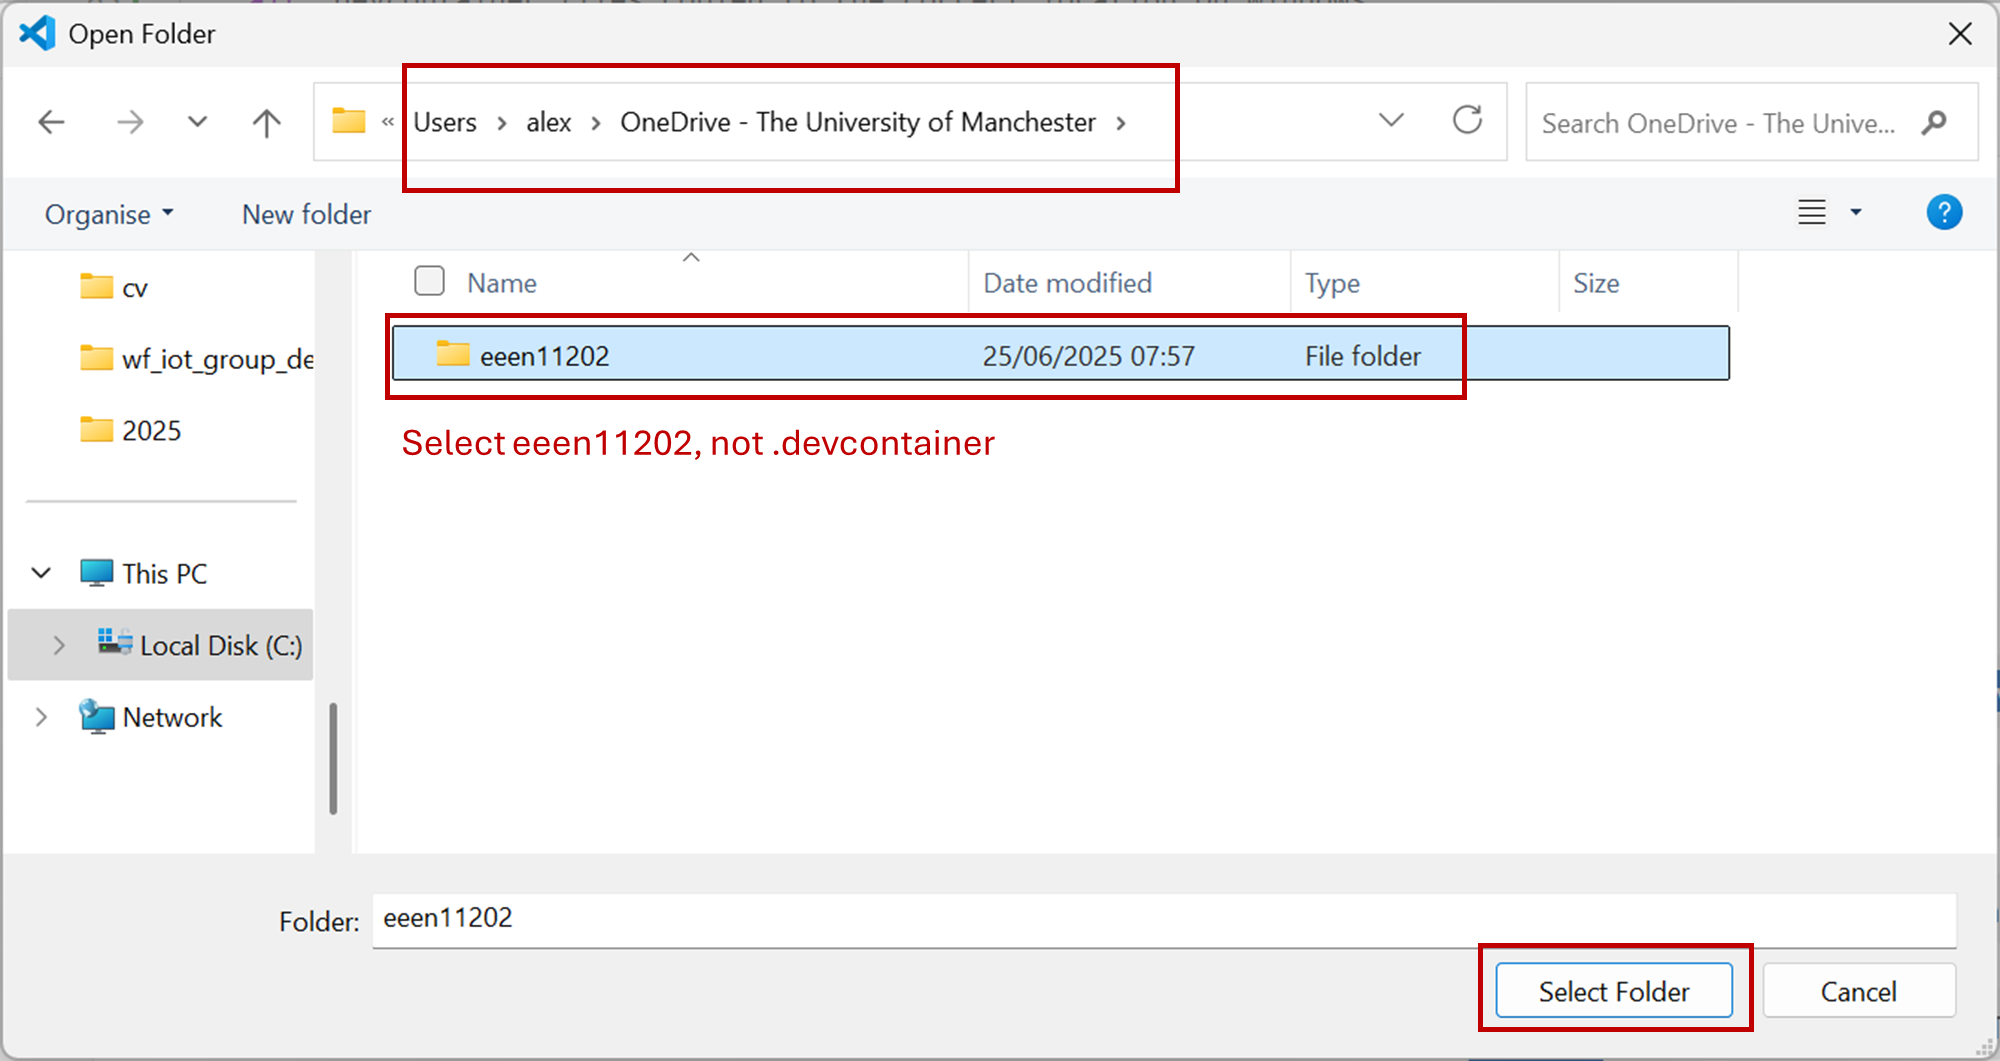 Open Folder
« Users > alex > OneDrive - The University of Manchester >
Search OneDrive - The Unive...
Organise
New folder
?
cv
wf_iot_group_de
2025
This PC
Local Disk (C:)
Network
Name Date modified Type Size
eeen11202 25/06/2025 07:57 File folder
Select eeen11202, not .devcontainer
Folder: eeen11202
Select Folder
Cancel